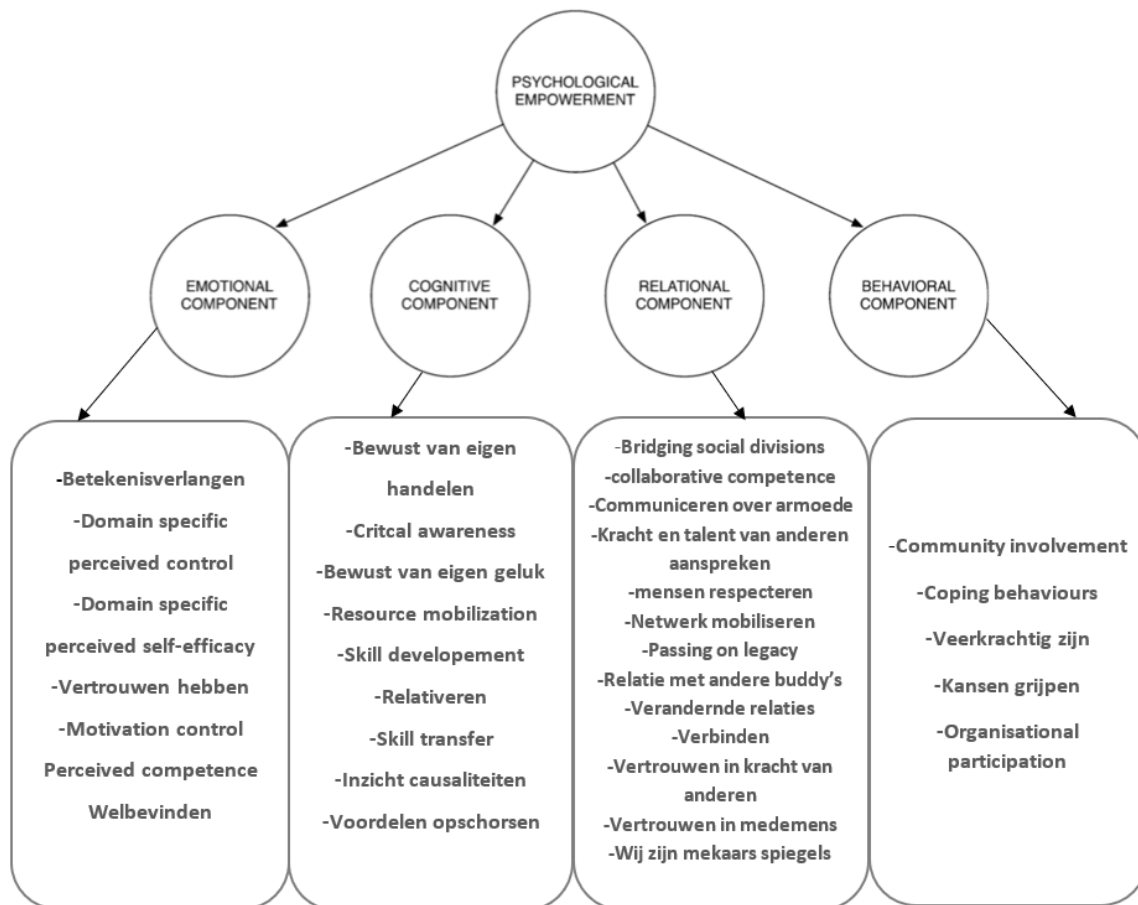 PSYCHOLOGICAL
EMPOWERMENT
EMOTIONAL
COMPONENT
COGNITIVE
COMPONENT
RELATIONAL
COMPONENT
BEHAVIORAL
COMPONENT
-Betekenisverlangen
-Domain specific
perceived control
-Domain specific
perceived self-efficacy
-Vertrouwen hebben
-Motivation control
Perceived competence
Welbevinden
-Bewust van eigen
handelen
-Critcal awareness
-Bewust van eigen geluk
-Resource mobilization
-Skill developement
-Relativeren
-Skill transfer
-Inzicht causaliteiten
-Voordelen opschorsen
-Bridging social divisions
-collaborative competence
-Communiceren over armoede
-Kracht en talent van anderen
aanspreken
-mensen respecteren
-Netwerk mobiliseren
-Passing on legacy
-Relatie met andere buddy's
-Verandernde relaties
-Verbinden
-Vertrouwen in kracht van
anderen
-Vertrouwen in medemens
-Wij zijn mekaars spiegels
-Community involvement
-Coping behaviours
-Veerkrachtig zijn
-Kansen grijpen
-Organisational
participation